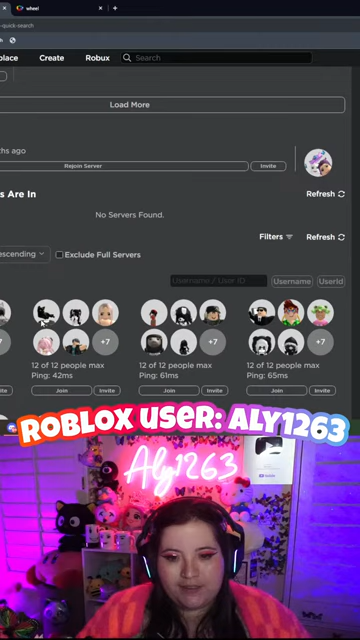 wheel
-quick-search
place Create Robux Search
Load More
ths ago
Rejoin Server Invite
s Are In Refresh
No Servers Found.
Filters Refresh
escending Exclude Full Servers
Username / User ID Username UserId
+7 +7 +7
12 of 12 people max 12 of 12 people max 12 of 12 people max
Ping: 42ms Ping: 61ms Ping: 65ms
Join Invite Join Invite Join Invite
ROBLOX USER: ALY1263
Aly1263